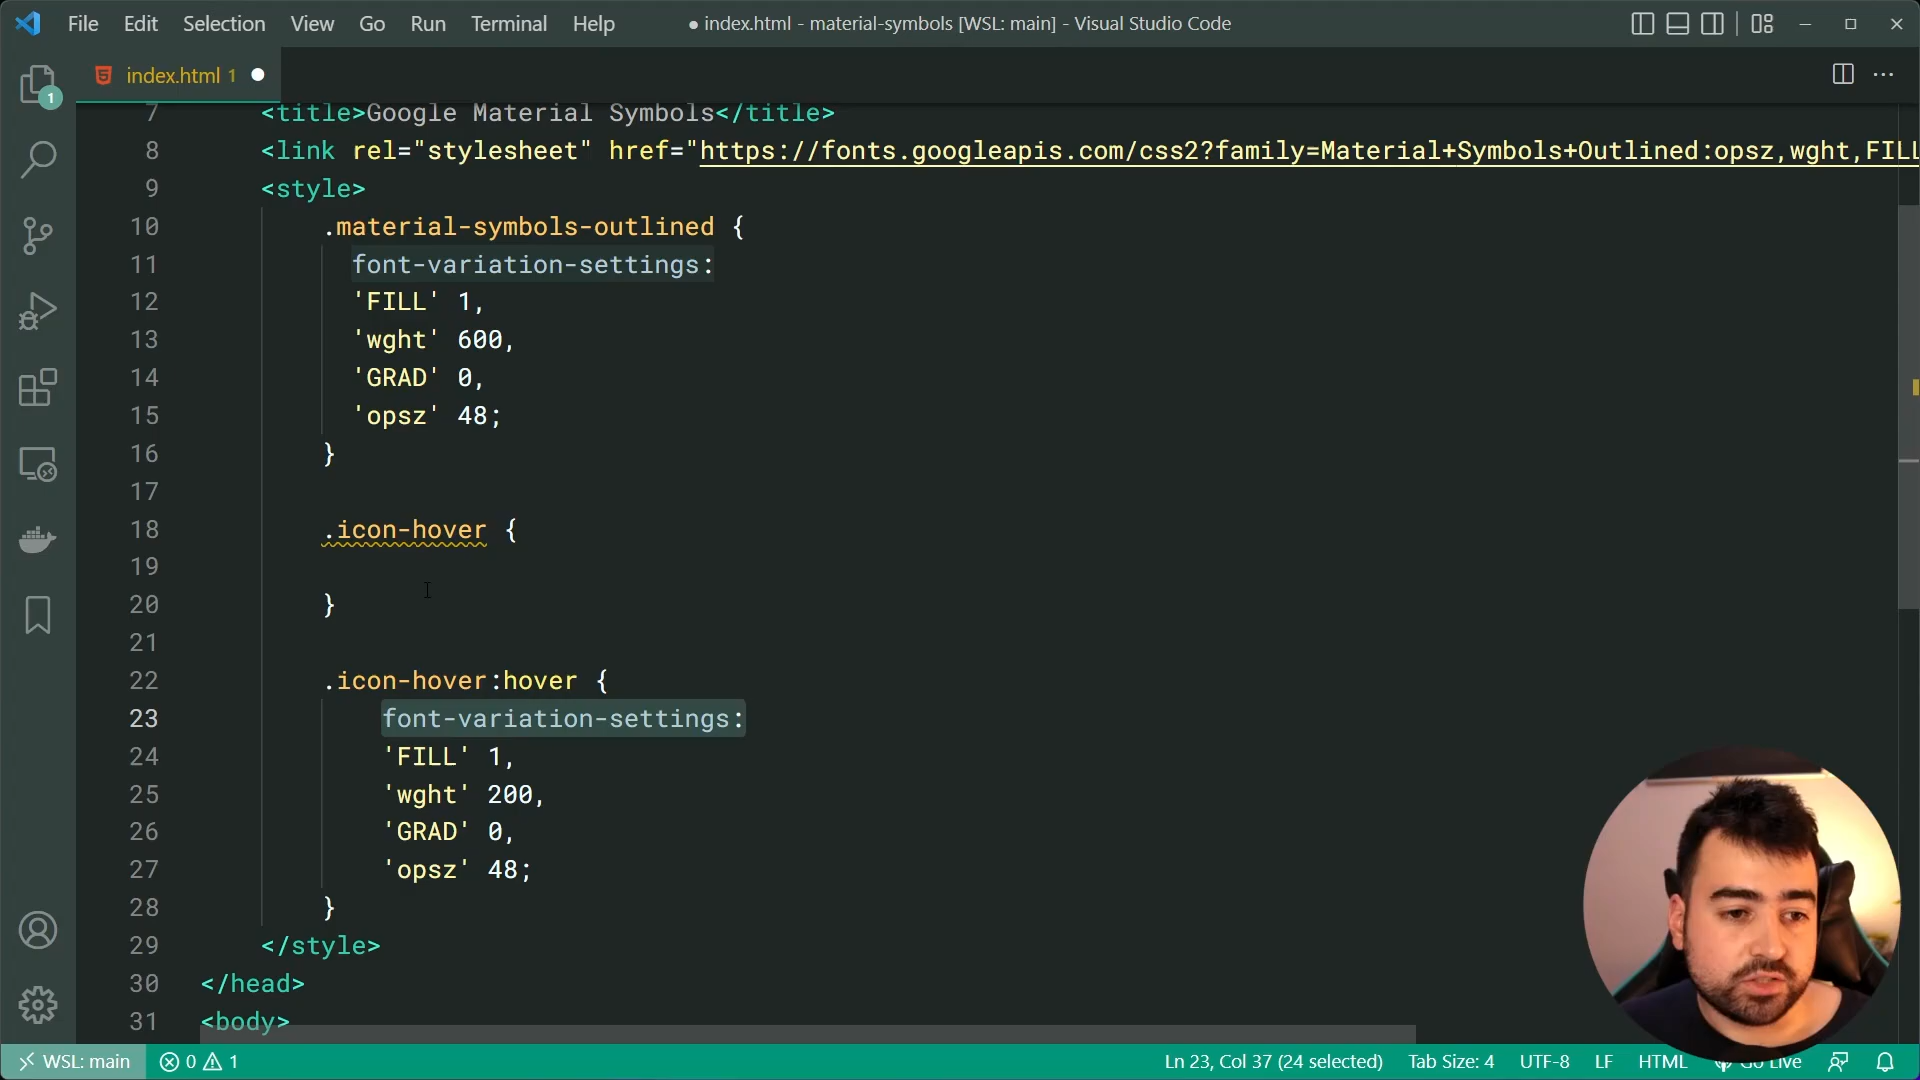 File Edit Selection View Go Run Terminal Help
● index.html - material-symbols [WSL: main] - Visual Studio Code
1
index.html 1 ●
7 <title>Google Material Symbols</title>
8 <link rel="stylesheet" href="https://fonts.googleapis.com/css2?family=Material+Symbols+Outlined:opsz,wght,FILL
9 <style>
10 .material-symbols-outlined {
11 font-variation-settings:
12 'FILL' 1,
13 'wght' 600,
14 'GRAD' 0,
15 'opsz' 48;
16 }
17
18 .icon-hover {
19
20 }
21
22 .icon-hover:hover {
23 font-variation-settings:
24 'FILL' 1,
25 'wght' 200,
26 'GRAD' 0,
27 'opsz' 48;
28 }
29 </style>
30 </head>
31 <body>
WSL: main 0 1 Ln 23, Col 37 (24 selected) Tab Size: 4 UTF-8 LF HTML Go Live